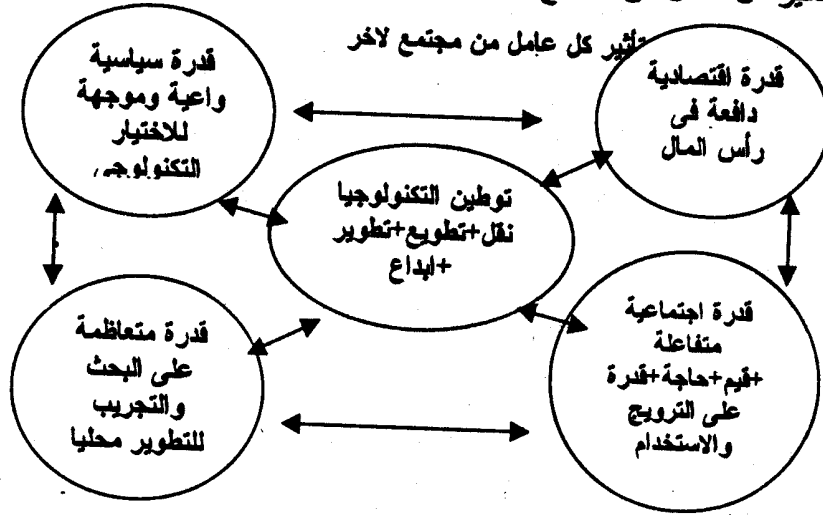 تأثير كل عامل من مجتمع لاخر
قدرة اقتصادية
دافعة فى
رأس المال
قدرة سياسية
واعية وموجهة
للاختيار
التكنولوجى
توطين التكنولوجيا
نقل+تطويع+تطوير
+ابداع
قدرة اجتماعية
متفاعلة
+قيم+حاجة+قدرة
على الترويج
والاستخدام
قدرة متعاظمة
على البحث
والتجريب
للتطوير محليا